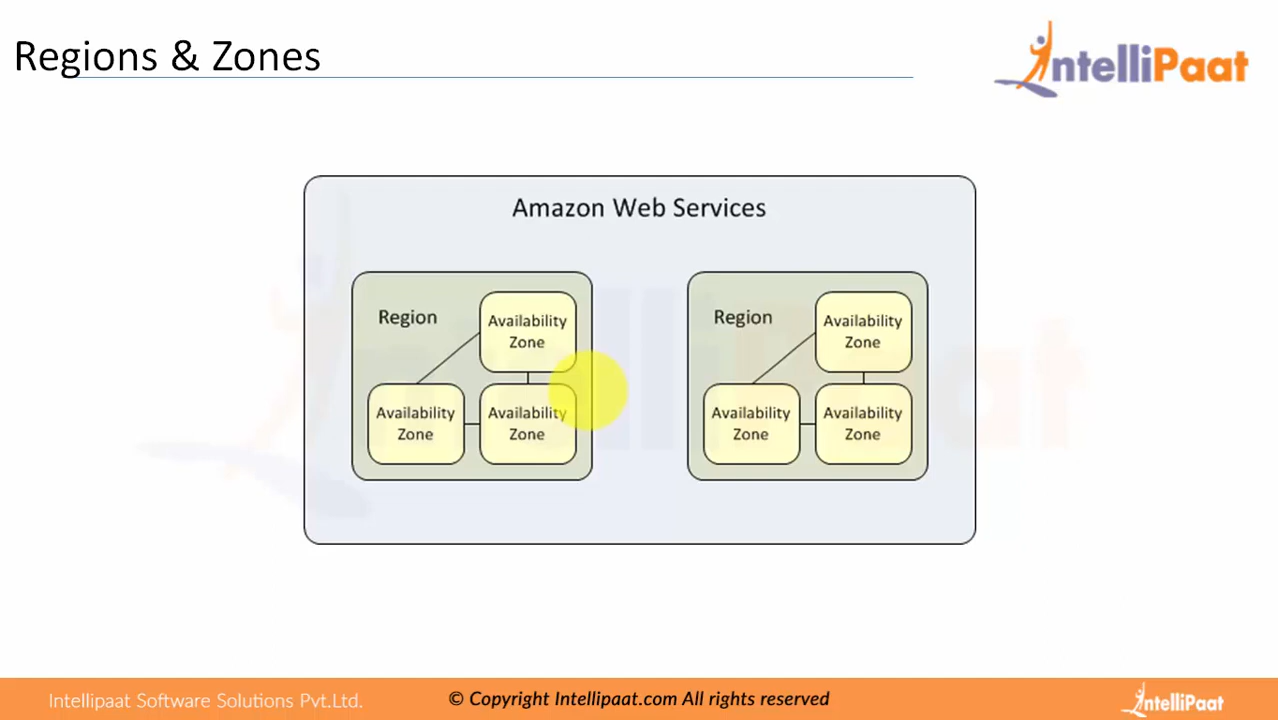 Regions & Zones
IntelliPaat
Amazon Web Services
Region
Availability
Zone
Availability
Zone
Availability
Zone
Region
Availability
Zone
Availability
Zone
Availability
Zone
Intellipaat Software Solutions Pvt.Ltd.
© Copyright Intellipaat.com All rights reserved
IntelliPaat